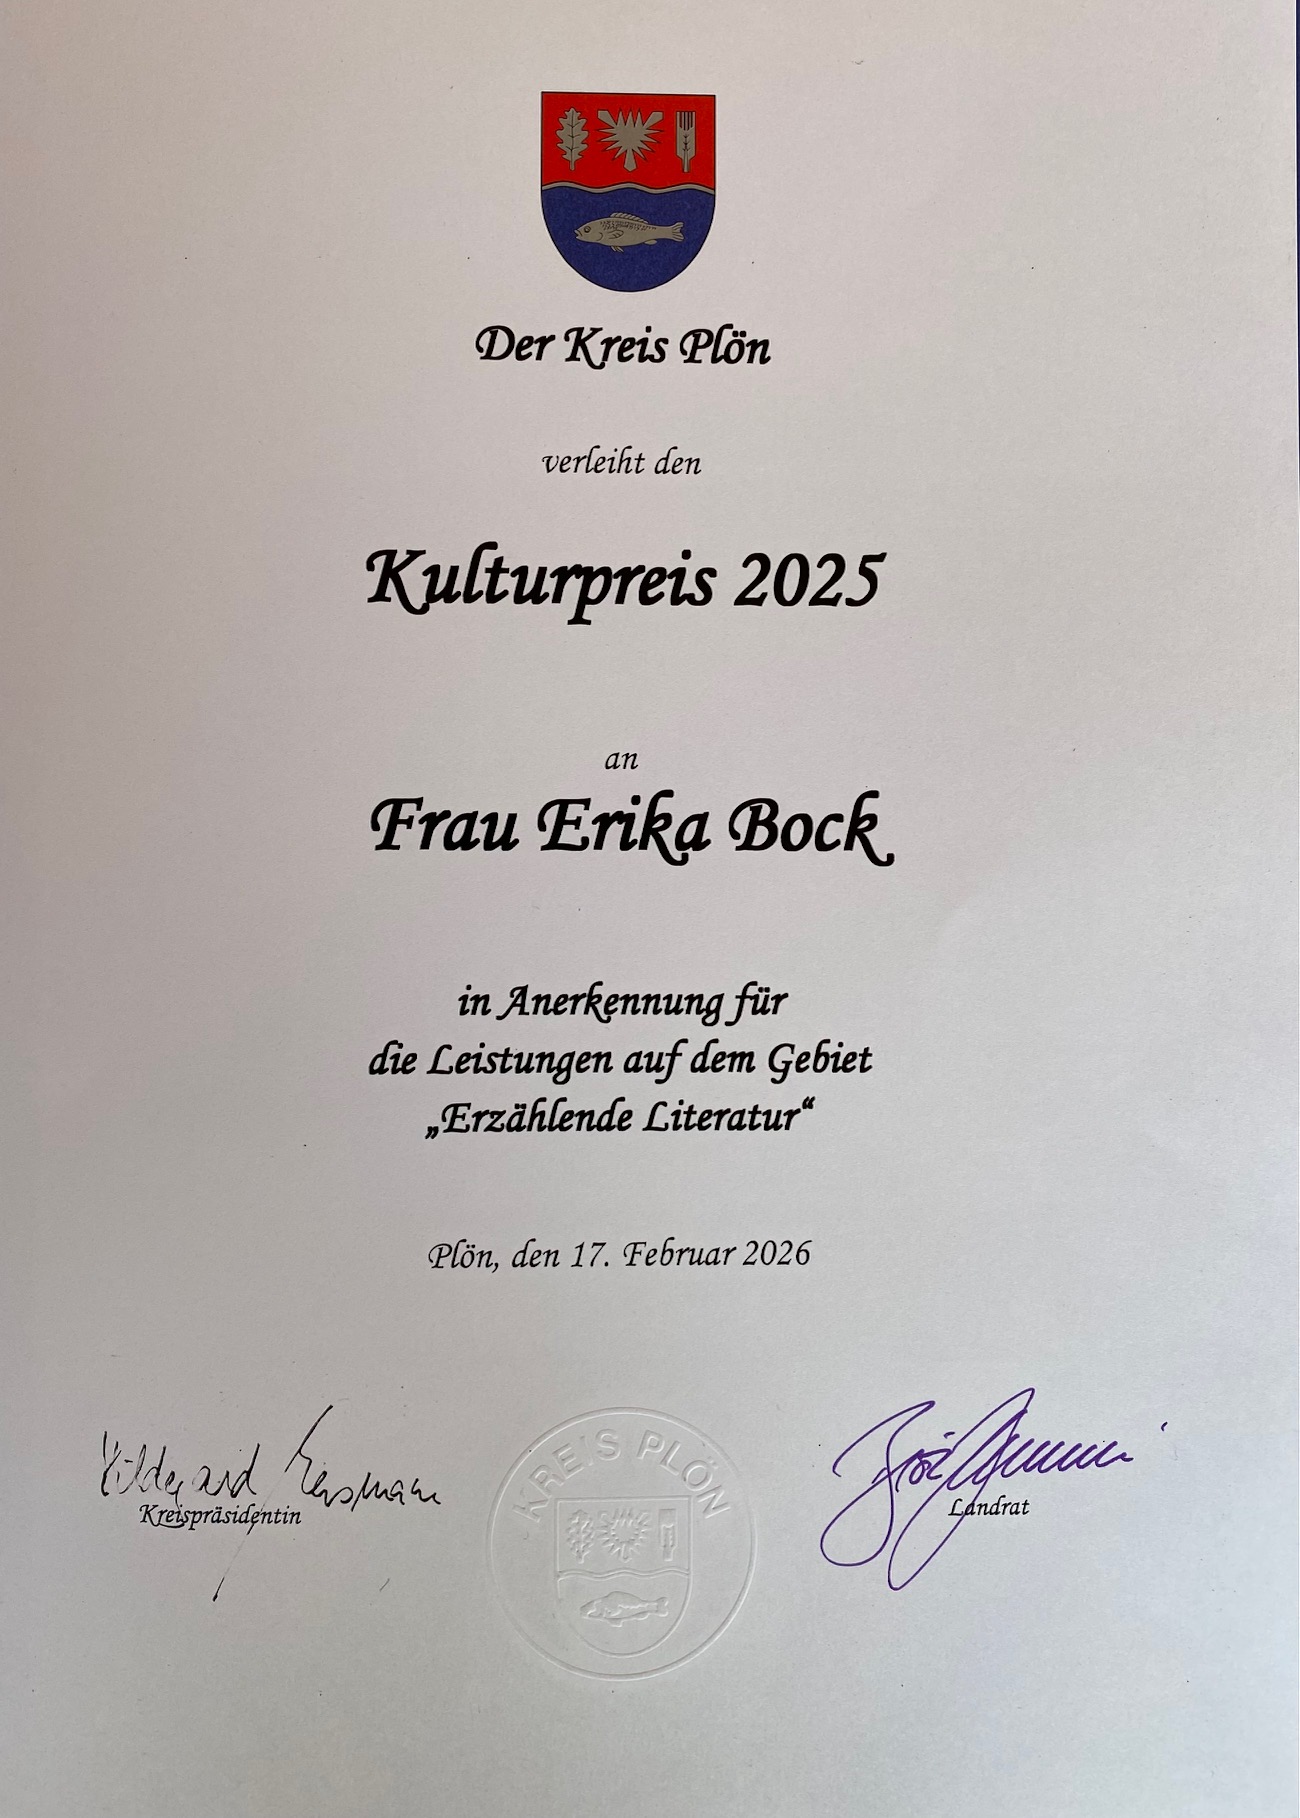 Der Kreis Plön
verleiht den
Kulturpreis 2025
an
Frau Erika Bock
in Anerkennung für
die Leistungen auf dem Gebiet
„Erzählende Literatur“
Plön, den 17. Februar 2026
Hildegard
Kreispräsidentin
KREIS PLÖN
Landrat